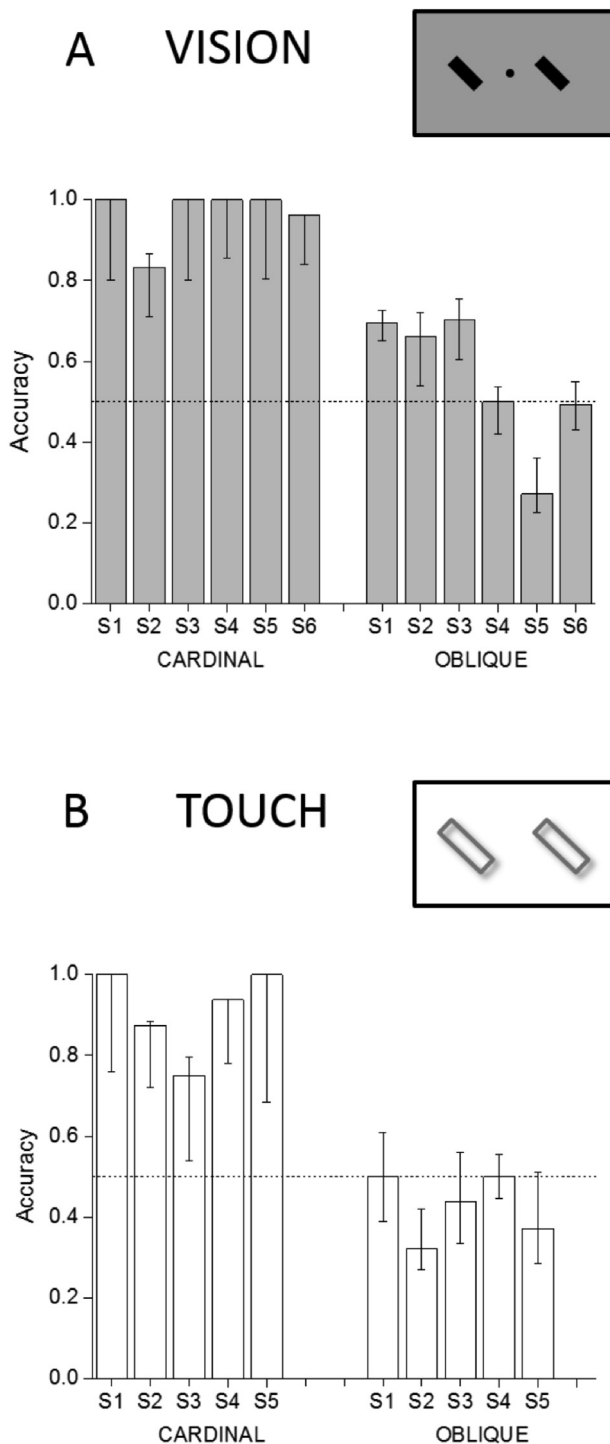 A VISION
1.0
0.8
0.6
0.4
0.2
0.0
Accuracy
S1 S2 S3 S4 S5 S6 S1 S2 S3 S4 S5 S6
CARDINAL OBLIQUE
B TOUCH
1.0
0.8
0.6
0.4
0.2
0.0
Accuracy
S1 S2 S3 S4 S5 S1 S2 S3 S4 S5
CARDINAL OBLIQUE